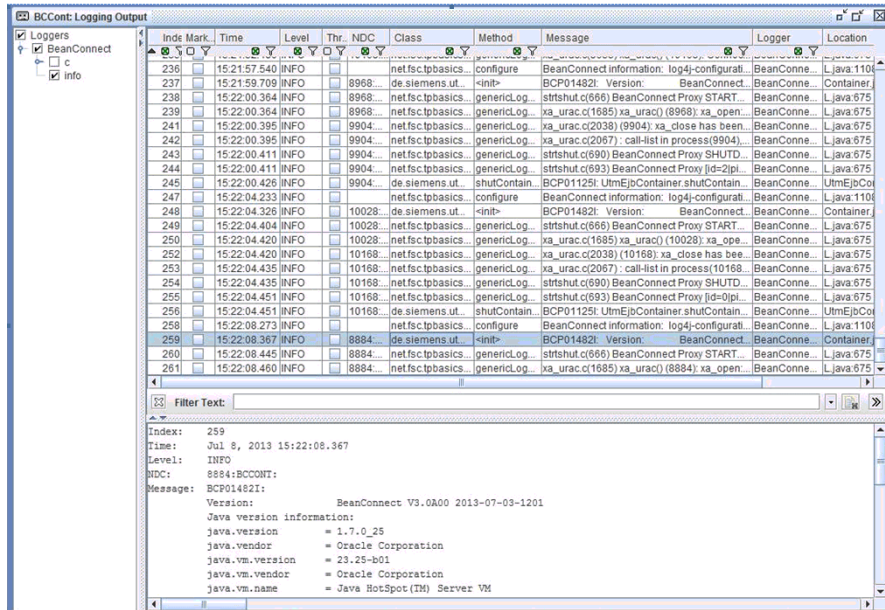 BCCont: Logging Output
Loggers
BeanConnect
c
info
Inde Mark... Time Level Thr... NDC Class Method Message Logger Location
236 15:21:57.540 INFO net.fsc.tpbasics... configure BeanConnect information: log4j-configurati... BeanConne... L.java:1108
237 15:21:59.709 INFO 8968:... de.siemens.ut... <init> BCP01482I: Version: BeanConnect... BeanConne... Container.j
238 15:22:00.364 INFO 8968:... net.fsc.tpbasics... genericLog... strtshut.c(666) BeanConnect Proxy START... BeanConne... L.java:675
239 15:22:00.364 INFO 8968:... net.fsc.tpbasics... genericLog... xa_urac.c(1685) xa_urac() (8968): xa_open:... BeanConne... L.java:675
241 15:22:00.395 INFO 9904:... net.fsc.tpbasics... genericLog... xa_urac.c(2038) (9904): xa_close has been... BeanConne... L.java:675
242 15:22:00.395 INFO 9904:... net.fsc.tpbasics... genericLog... xa_urac.c(2067) : call-list in process(9904),... BeanConne... L.java:675
243 15:22:00.411 INFO 9904:... net.fsc.tpbasics... genericLog... strtshut.c(690) BeanConnect Proxy SHUTD... BeanConne... L.java:675
244 15:22:00.411 INFO 9904:... net.fsc.tpbasics... genericLog... strtshut.c(693) BeanConnect Proxy [id=2|pi... BeanConne... L.java:675
245 15:22:00.426 INFO 9904:... de.siemens.ut... shutContain... BCP01125I: UtmEjbContainer.shutContain... BeanConne... UtmEjbCon
247 15:22:04.233 INFO net.fsc.tpbasics... configure BeanConnect information: log4j-configurati... BeanConne... L.java:1108
248 15:22:04.326 INFO 10028:... de.siemens.ut... <init> BCP01482I: Version: BeanConnect... BeanConne... Container.j
249 15:22:04.404 INFO 10028:... net.fsc.tpbasics... genericLog... strtshut.c(666) BeanConnect Proxy START... BeanConne... L.java:675
250 15:22:04.420 INFO 10028:... net.fsc.tpbasics... genericLog... xa_urac.c(1685) xa_urac() (10028): xa_ope... BeanConne... L.java:675
252 15:22:04.420 INFO 10168:... net.fsc.tpbasics... genericLog... xa_urac.c(2038) (10168): xa_close has bee... BeanConne... L.java:675
253 15:22:04.435 INFO 10168:... net.fsc.tpbasics... genericLog... xa_urac.c(2067) : call-list in process(10168... BeanConne... L.java:675
254 15:22:04.435 INFO 10168:... net.fsc.tpbasics... genericLog... strtshut.c(690) BeanConnect Proxy SHUTD... BeanConne... L.java:675
255 15:22:04.451 INFO 10168:... net.fsc.tpbasics... genericLog... strtshut.c(693) BeanConnect Proxy [id=0|pi... BeanConne... L.java:675
256 15:22:04.451 INFO 10168:... de.siemens.ut... shutContain... BCP01125I: UtmEjbContainer.shutContain... BeanConne... UtmEjbCon
258 15:22:08.273 INFO net.fsc.tpbasics... configure BeanConnect information: log4j-configurati... BeanConne... L.java:1108
259 15:22:08.367 INFO 8884:... de.siemens.ut... <init> BCP01482I: Version: BeanConnect... BeanConne... Container.j
260 15:22:08.445 INFO 8884:... net.fsc.tpbasics... genericLog... strtshut.c(666) BeanConnect Proxy START... BeanConne... L.java:675
261 15:22:08.460 INFO 8884:... net.fsc.tpbasics... genericLog... xa_urac.c(1685) xa_urac() (8884): xa_open:... BeanConne... L.java:675
Filter Text:
Index: 259
Time: Jul 8, 2013 15:22:08.367
Level: INFO
NDC: 8884:BCCONT:
Message: BCP01482I:
Version: BeanConnect V3.0A00 2013-07-03-1201
Java version information:
java.version = 1.7.0_25
java.vendor = Oracle Corporation
java.vm.version = 23.25-b01
java.vm.vendor = Oracle Corporation
java.vm.name = Java HotSpot(TM) Server VM